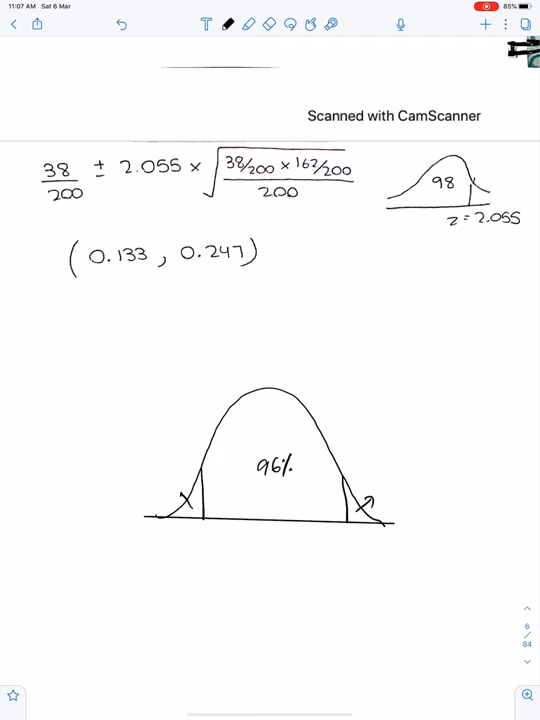 11:07 AM Sat 6 Mar
85%
T
Scanned with CamScanner
38/200 ± 2.055 × √(38/200 × 162/200 / 200)
98
z = 2.055
(0.133, 0.247)
96%
6
/
84